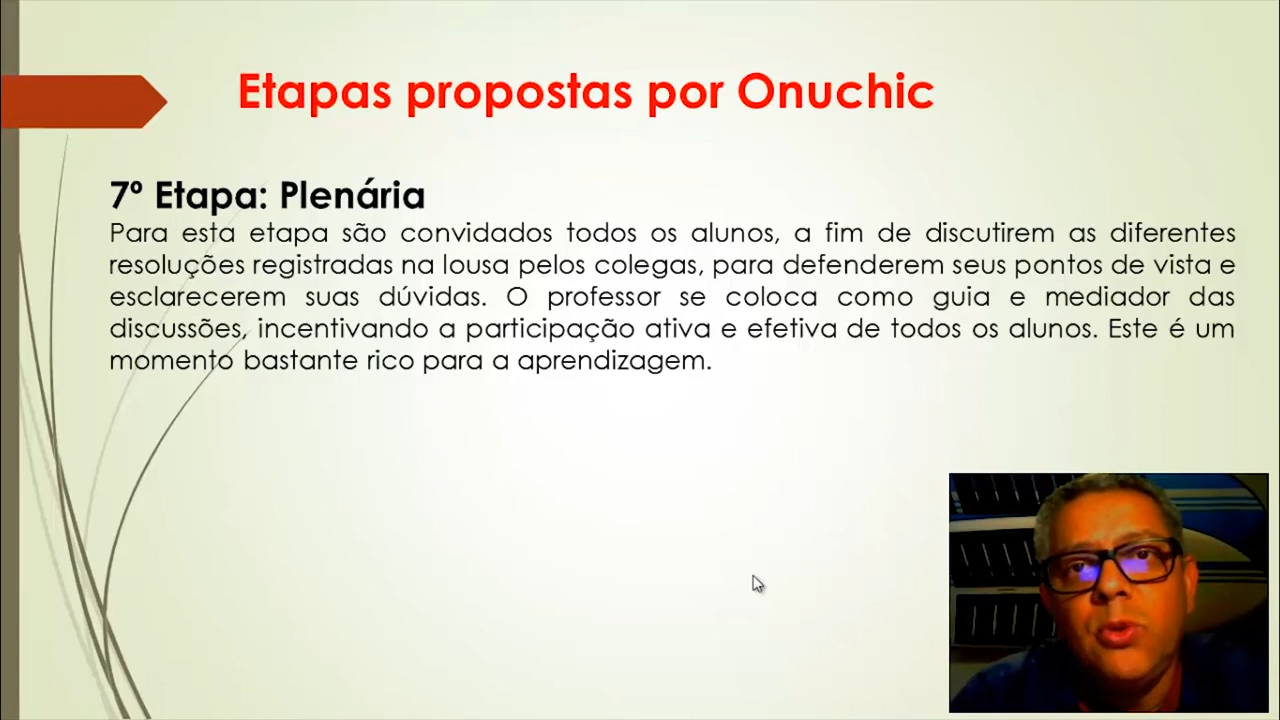 Etapas propostas por Onuchic
7º Etapa: Plenária
Para esta etapa são convidados todos os alunos, a fim de discutirem as diferentes
resoluções registradas na lousa pelos colegas, para defenderem seus pontos de vista e
esclarecerem suas dúvidas. O professor se coloca como guia e mediador das
discussões, incentivando a participação ativa e efetiva de todos os alunos. Este é um
momento bastante rico para a aprendizagem.